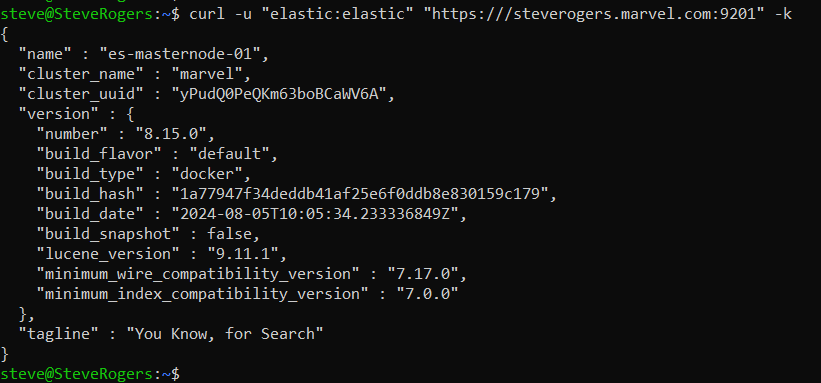 steve@SteveRogers:~$ curl -u "elastic:elastic" "https:///steverogers.marvel.com:9201" -k
{
  "name" : "es-masternode-01",
  "cluster_name" : "marvel",
  "cluster_uuid" : "yPudQ0PeQKm63boBCaWV6A",
  "version" : {
    "number" : "8.15.0",
    "build_flavor" : "default",
    "build_type" : "docker",
    "build_hash" : "1a77947f34deddb41af25e6f0ddb8e830159c179",
    "build_date" : "2024-08-05T10:05:34.233336849Z",
    "build_snapshot" : false,
    "lucene_version" : "9.11.1",
    "minimum_wire_compatibility_version" : "7.17.0",
    "minimum_index_compatibility_version" : "7.0.0"
  },
  "tagline" : "You Know, for Search"
}
steve@SteveRogers:~$